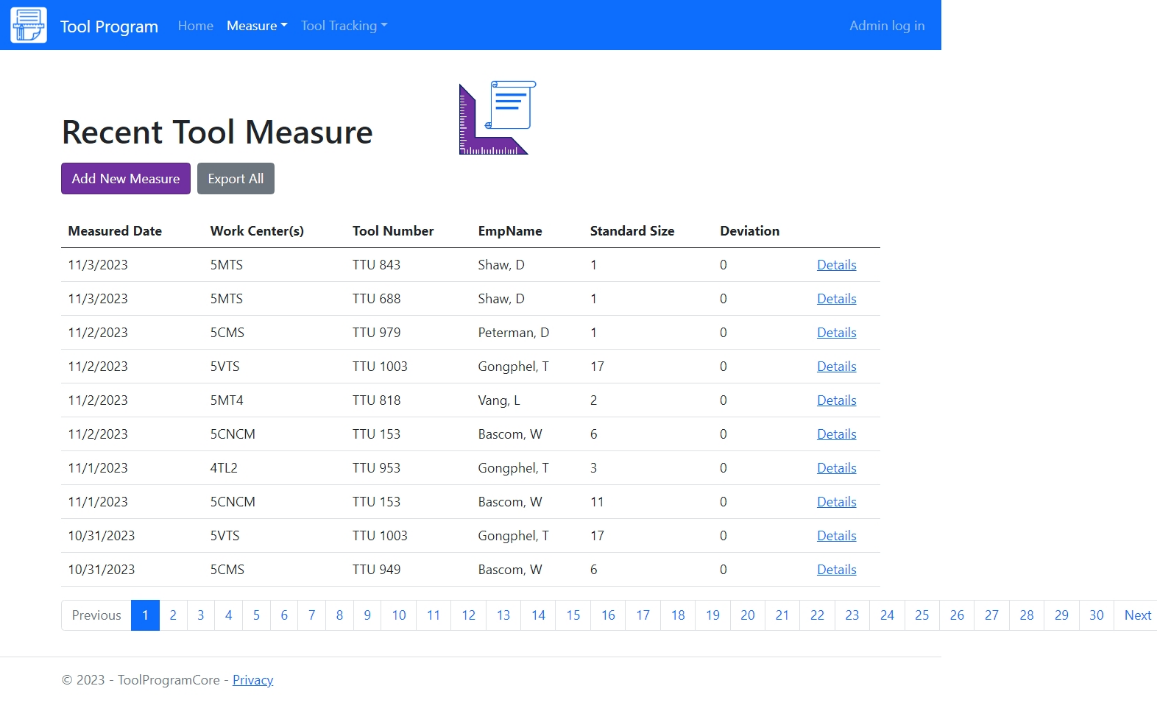 Tool Program Home Measure Tool Tracking Admin log in
Recent Tool Measure
Add New Measure Export All
Measured Date Work Center(s) Tool Number EmpName Standard Size Deviation
11/3/2023 5MTS TTU 843 Shaw, D 1 0 Details
11/3/2023 5MTS TTU 688 Shaw, D 1 0 Details
11/2/2023 5CMS TTU 979 Peterman, D 1 0 Details
11/2/2023 5VTS TTU 1003 Gongphel, T 17 0 Details
11/2/2023 5MT4 TTU 818 Vang, L 2 0 Details
11/2/2023 5CNCM TTU 153 Bascom, W 6 0 Details
11/1/2023 4TL2 TTU 953 Gongphel, T 3 0 Details
11/1/2023 5CNCM TTU 153 Bascom, W 11 0 Details
10/31/2023 5VTS TTU 1003 Gongphel, T 17 0 Details
10/31/2023 5CMS TTU 949 Bascom, W 6 0 Details
Previous 1 2 3 4 5 6 7 8 9 10 11 12 13 14 15 16 17 18 19 20 21 22 23 24 25 26 27 28 29 30 Next
© 2023 - ToolProgramCore - Privacy